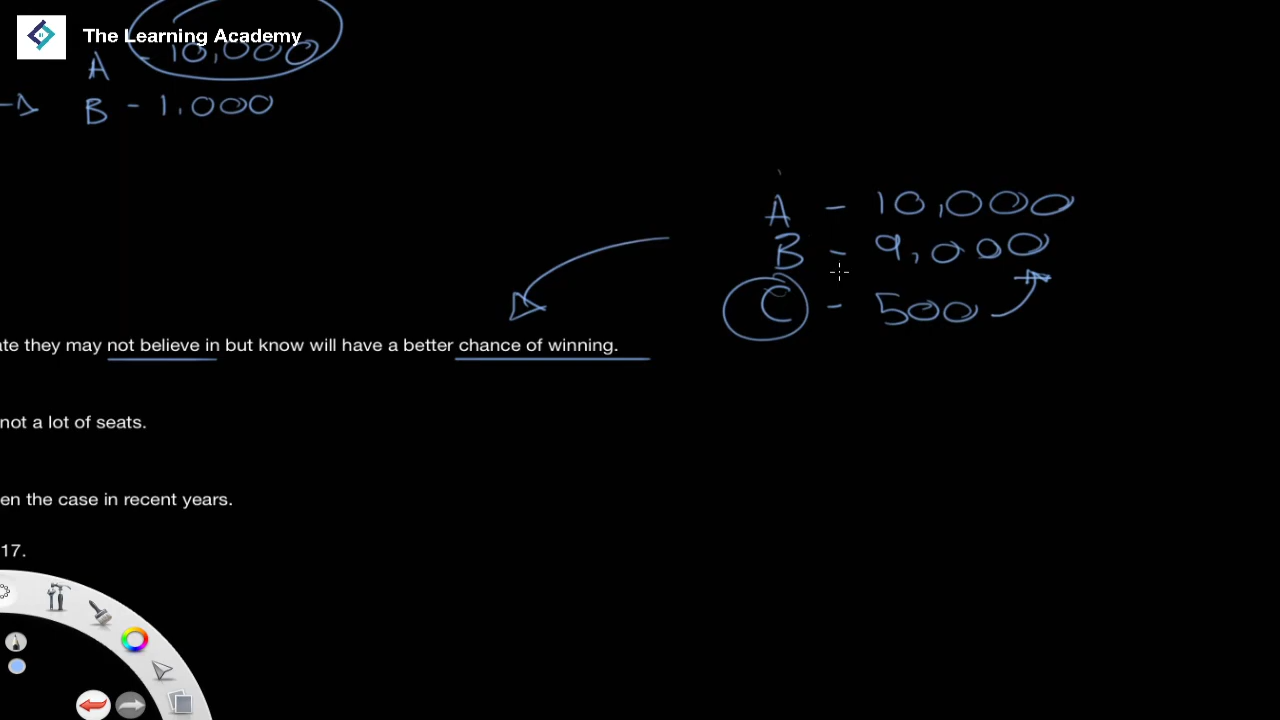 The Learning Academy
A - 10,000
B - 1,000
A - 10,000
B - 9,000
C - 500
ate they may not believe in but know will have a better chance of winning.
not a lot of seats.
en the case in recent years.
17.